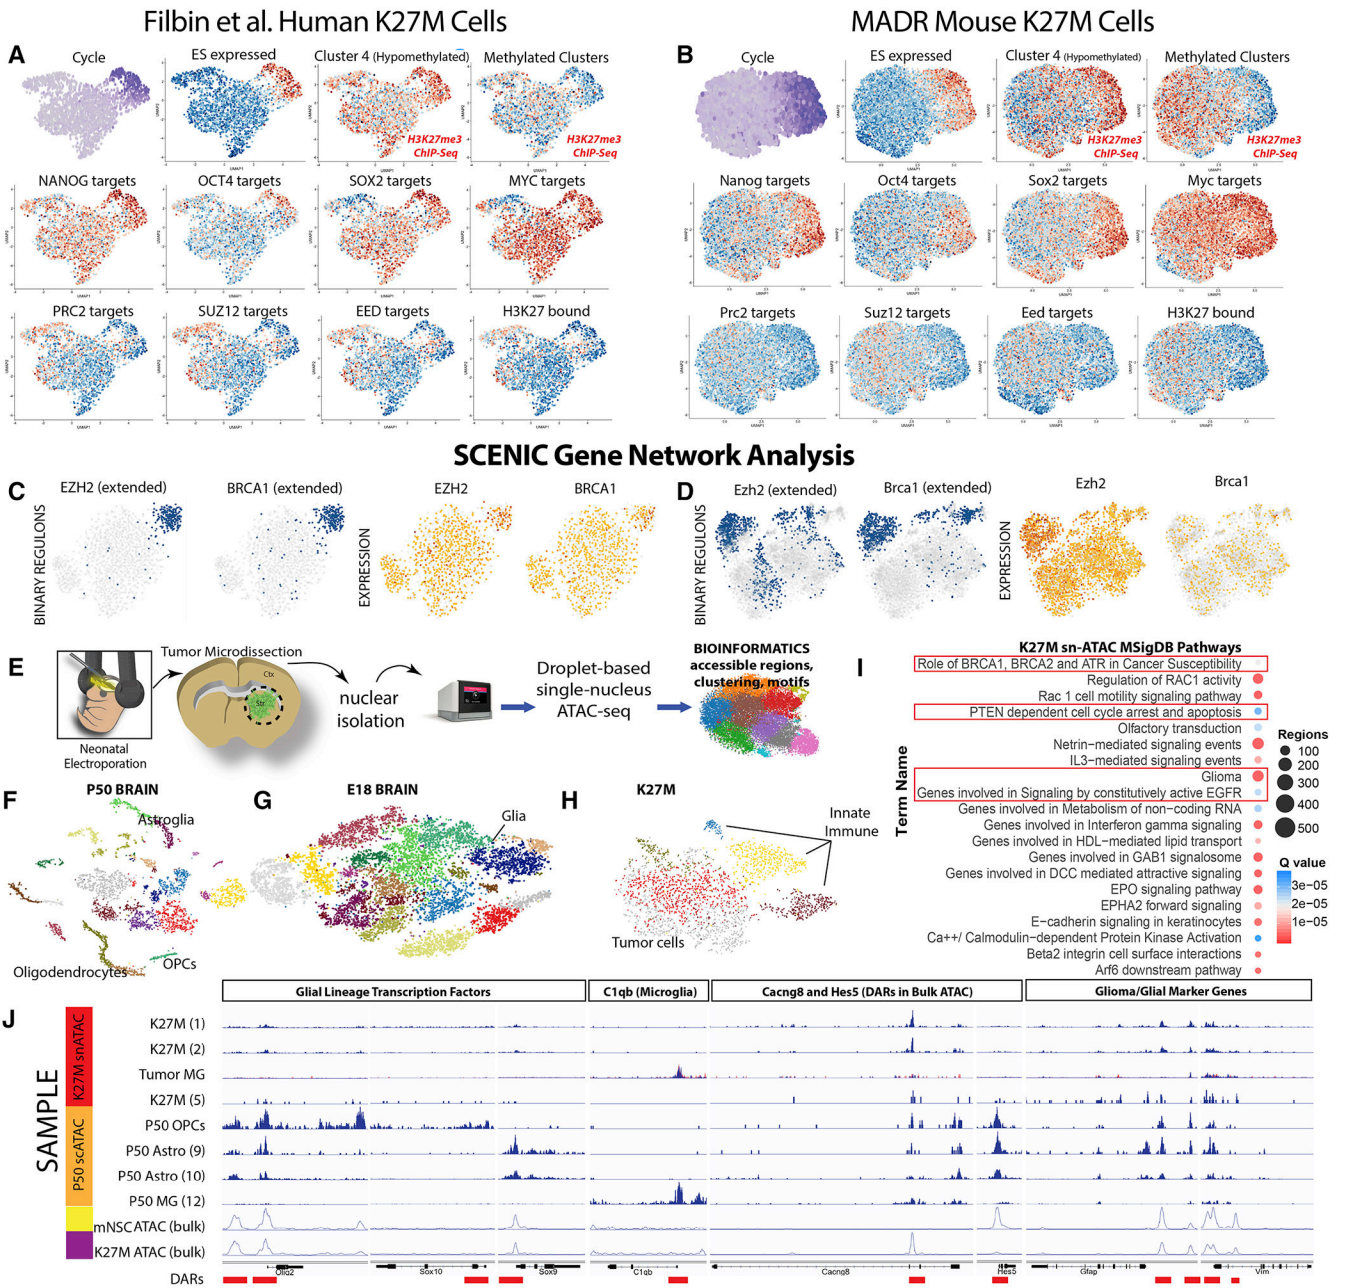 Filbin et al. Human K27M Cells
MADR Mouse K27M Cells
A
Cycle
ES expressed
Cluster 4 (Hypomethylated)
Methylated Clusters
H3K27me3
ChIP-Seq
H3K27me3
ChIP-Seq
B
Cycle
ES expressed
Cluster 4 (Hypomethylated)
Methylated Clusters
H3K27me3
ChIP-Seq
H3K27me3
ChIP-Seq
NANOG targets
OCT4 targets
SOX2 targets
MYC targets
Nanog targets
Oct4 targets
Sox2 targets
Myc targets
PRC2 targets
SUZ12 targets
EED targets
H3K27 bound
Prc2 targets
Suz12 targets
Eed targets
H3K27 bound
UMAP1
UMAP2
SCENIC Gene Network Analysis
C
BINARY REGULONS
EZH2 (extended)
BRCA1 (extended)
EXPRESSION
EZH2
BRCA1
D
BINARY REGULONS
Ezh2 (extended)
Brca1 (extended)
EXPRESSION
Ezh2
Brca1
E
Neonatal
Electroporation
Tumor Microdissection
Ctx
Str
nuclear
isolation
Droplet-based
single-nucleus
ATAC-seq
BIOINFORMATICS
accessible regions,
clustering, motifs
F
P50 BRAIN
Astroglia
Oligodendrocytes
OPCs
G
E18 BRAIN
Glia
H
K27M
Innate
Immune
Tumor cells
I
K27M sn-ATAC MSigDB Pathways
Term Name
Role of BRCA1, BRCA2 and ATR in Cancer Susceptibility
Regulation of RAC1 activity
Rac 1 cell motility signaling pathway
PTEN dependent cell cycle arrest and apoptosis
Olfactory transduction
Netrin−mediated signaling events
IL3−mediated signaling events
Glioma
Genes involved in Signaling by constitutively active EGFR
Genes involved in Metabolism of non−coding RNA
Genes involved in Interferon gamma signaling
Genes involved in HDL−mediated lipid transport
Genes involved in GAB1 signalosome
Genes involved in DCC mediated attractive signaling
EPO signaling pathway
EPHA2 forward signaling
E−cadherin signaling in keratinocytes
Ca++/ Calmodulin−dependent Protein Kinase Activation
Beta2 integrin cell surface interactions
Arf6 downstream pathway
Regions
100
200
300
400
500
Q value
3e−05
2e−05
1e−05
J
Glial Lineage Transcription Factors
C1qb (Microglia)
Cacng8 and Hes5 (DARs in Bulk ATAC)
Glioma/Glial Marker Genes
SAMPLE
K27M snATAC
P50 scATAC
K27M (1)
K27M (2)
Tumor MG
K27M (5)
P50 OPCs
P50 Astro (9)
P50 Astro (10)
P50 MG (12)
mNSC ATAC (bulk)
K27M ATAC (bulk)
Olig2
Sox10
Sox9
C1qb
Cacng8
Hes5
Gfap
Vim
DARs